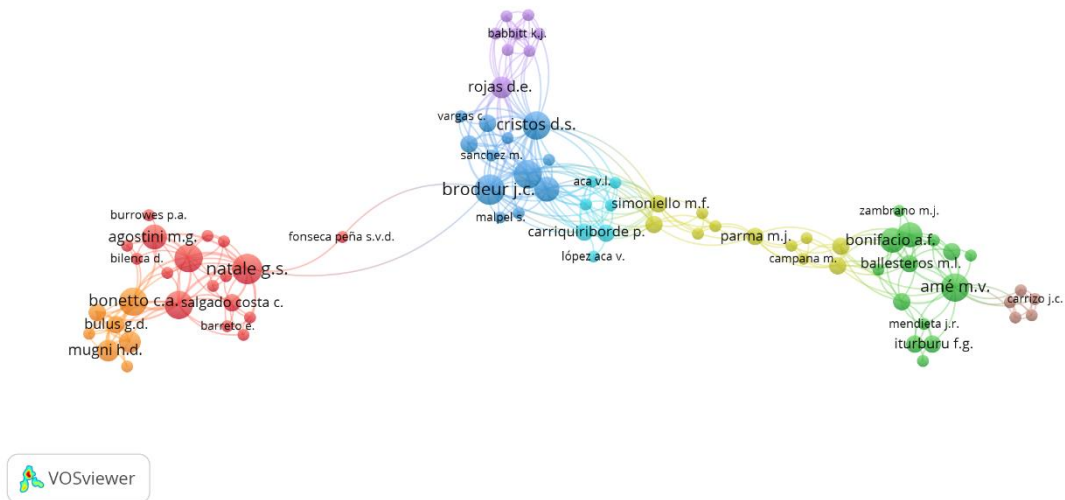 babbitt k.j.
rojas d.e.
vargas c.
cristos d.s.
sanchez m.
brodeur j.c.
aca v.l.
malpel s.
simoniello m.f.
carriquiriborde p.
lópez aca v.
parma m.j.
campana m.
zambrano m.j.
bonifacio a.f.
ballesteros m.l.
amé m.v.
carrizo j.c.
mendieta j.r.
iturburu f.g.
burrowes p.a.
agostini m.g.
bilenca d.
fonseca peña s.v.d.
natale g.s.
bonetto c.a.
salgado costa c.
bulus g.d.
barreto e.
mugni h.d.
VOSviewer